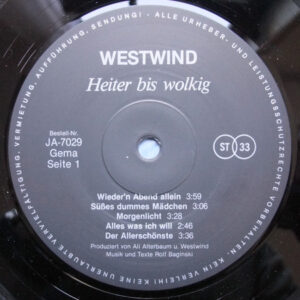 WESTWIND
Heiter bis wolkig
Bestell-Nr.
JA-7029
Gema
Seite 1
ST 33
Wieder'n Abend allein 3:59
Süßes dummes Mädchen 3:06
Morgenlicht 3:28
Alles was ich will 2:46
Der Allerschönste 3:36
Produziert von Ali Alterbaum u. Westwind
Musik und Texte Rolf Baginski
ALLE URHEBER- UND LEISTUNGSSCHUTZRECHTE VORBEHALTEN. KEIN VERLEIH! KEINE UNERLAUBTE VERVIELFÄLTIGUNG, VERMIETUNG, AUFFÜHRUNG, SENDUNG!